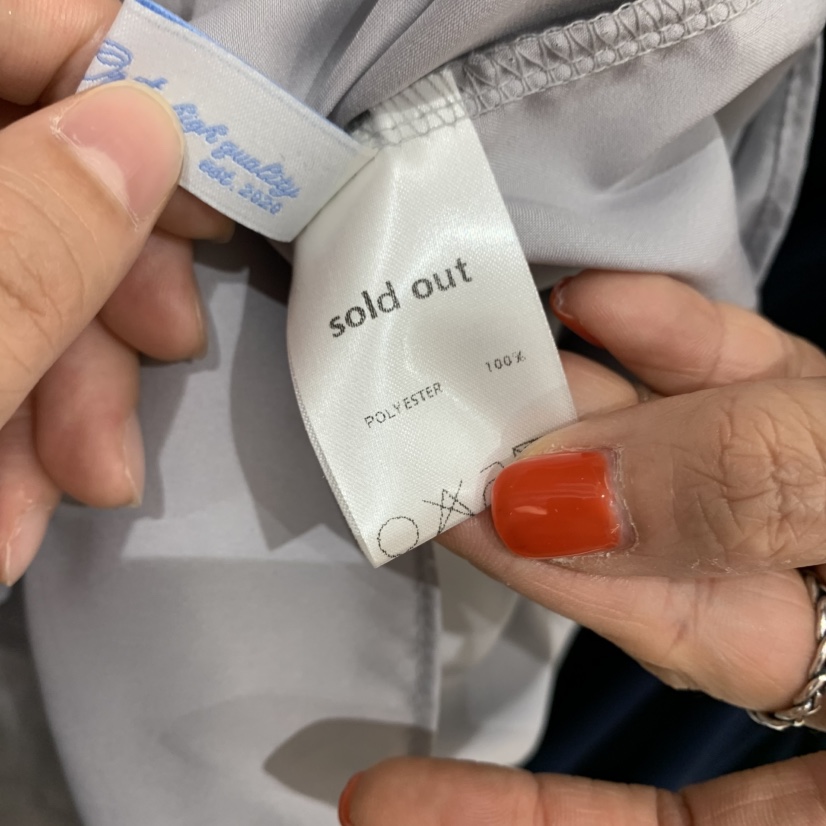 high quality
est. 2020
sold out
POLYESTER 100%